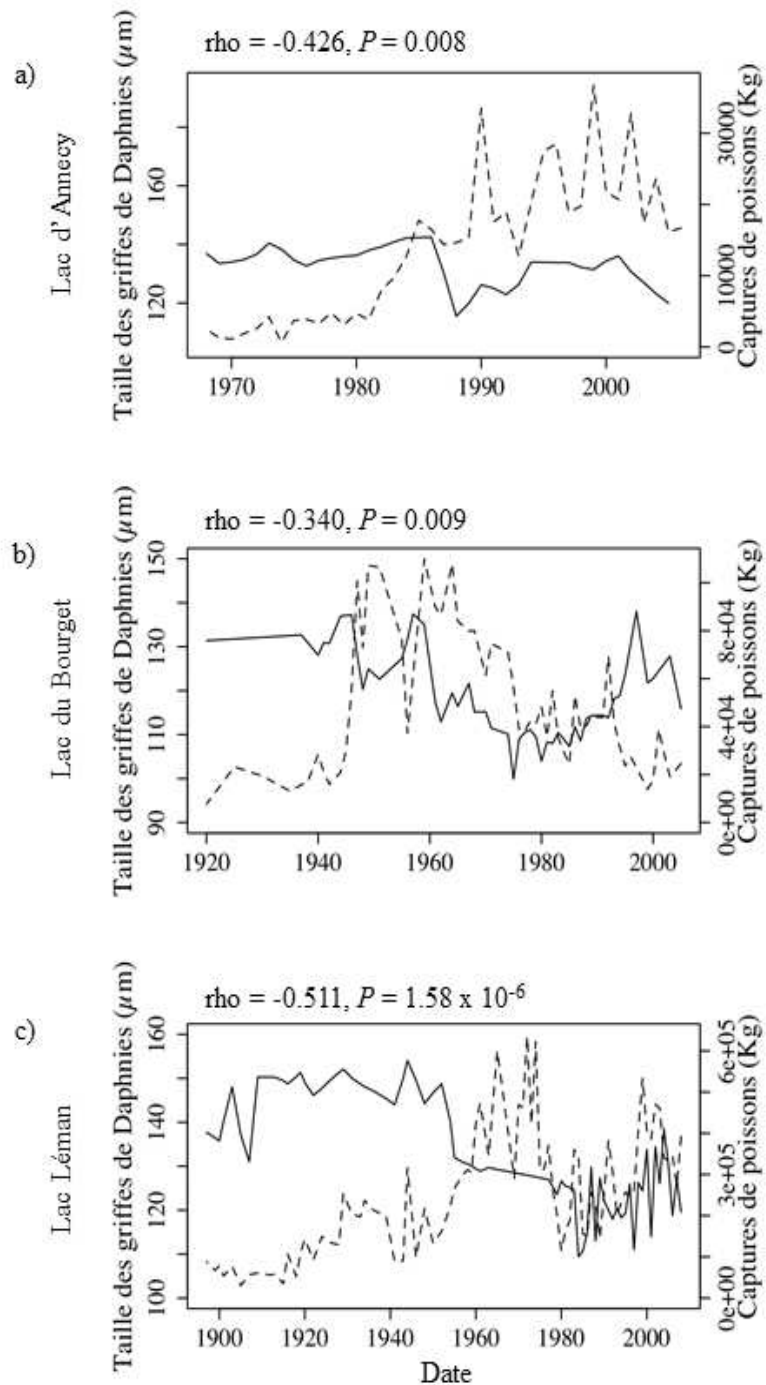 a)
rho = -0.426, P = 0.008
Lac d'Annecy
Taille des griffes de Daphnies (µm)
160
120
Captures de poissons (Kg)
30000
10000
0
1970 1980 1990 2000
b)
rho = -0.340, P = 0.009
Lac du Bourget
Taille des griffes de Daphnies (µm)
150
130
110
90
Captures de poissons (Kg)
8e+04
4e+04
0e+00
1920 1940 1960 1980 2000
c)
rho = -0.511, P = 1.58 x 10⁻⁶
Lac Léman
Taille des griffes de Daphnies (µm)
160
140
120
100
Captures de poissons (Kg)
6e+05
3e+05
0e+00
1900 1920 1940 1960 1980 2000
Date